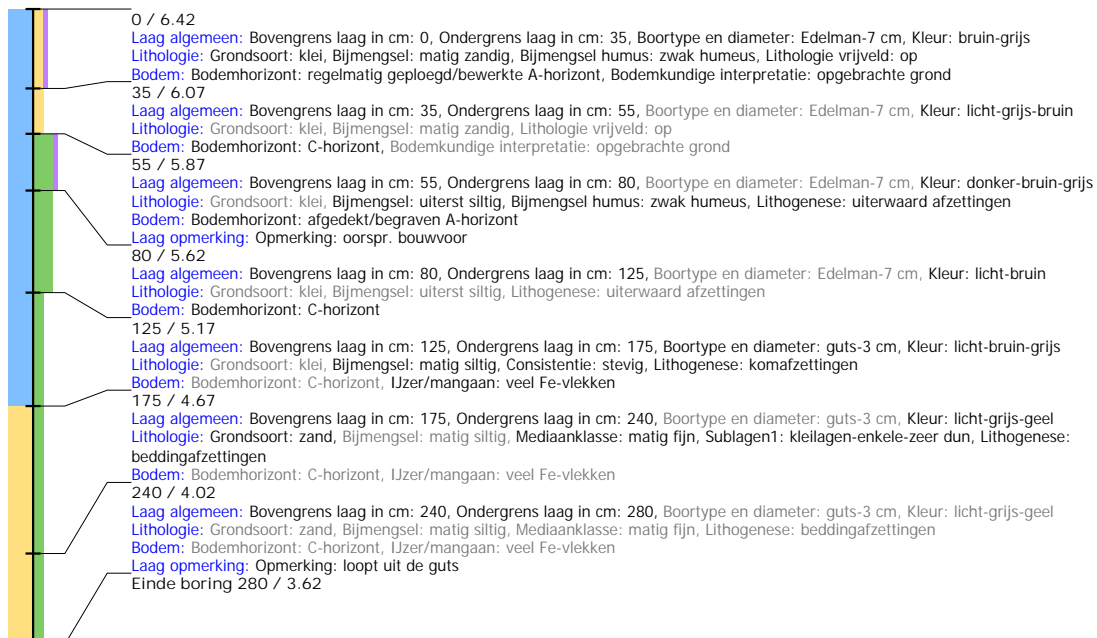 0 / 6.42
Laag algemeen: Bovengrens laag in cm: 0, Ondergrens laag in cm: 35, Boortype en diameter: Edelman-7 cm, Kleur: bruin-grijs
Lithologie: Grondsoort: klei, Bijmengsel: matig zandig, Bijmengsel humus: zwak humeus, Lithologie vrijveld: op
Bodem: Bodemhorizont: regelmatig geploegd/bewerkte A-horizont, Bodemkundige interpretatie: opgebrachte grond
35 / 6.07
Laag algemeen: Bovengrens laag in cm: 35, Ondergrens laag in cm: 55, Boortype en diameter: Edelman-7 cm, Kleur: licht-grijs-bruin
Lithologie: Grondsoort: klei, Bijmengsel: matig zandig, Lithologie vrijveld: op
Bodem: Bodemhorizont: C-horizont, Bodemkundige interpretatie: opgebrachte grond
55 / 5.87
Laag algemeen: Bovengrens laag in cm: 55, Ondergrens laag in cm: 80, Boortype en diameter: Edelman-7 cm, Kleur: donker-bruin-grijs
Lithologie: Grondsoort: klei, Bijmengsel: uiterst siltig, Bijmengsel humus: zwak humeus, Lithogenese: uiterwaard afzettingen
Bodem: Bodemhorizont: afgedekt/begraven A-horizont
Laag opmerking: Opmerking: oorspr. bouwvoor
80 / 5.62
Laag algemeen: Bovengrens laag in cm: 80, Ondergrens laag in cm: 125, Boortype en diameter: Edelman-7 cm, Kleur: licht-bruin
Lithologie: Grondsoort: klei, Bijmengsel: uiterst siltig, Lithogenese: uiterwaard afzettingen
Bodem: Bodemhorizont: C-horizont
125 / 5.17
Laag algemeen: Bovengrens laag in cm: 125, Ondergrens laag in cm: 175, Boortype en diameter: guts-3 cm, Kleur: licht-bruin-grijs
Lithologie: Grondsoort: klei, Bijmengsel: matig siltig, Consistentie: stevig, Lithogenese: komafzettingen
Bodem: Bodemhorizont: C-horizont, IJzer/mangaan: veel Fe-vlekken
175 / 4.67
Laag algemeen: Bovengrens laag in cm: 175, Ondergrens laag in cm: 240, Boortype en diameter: guts-3 cm, Kleur: licht-grijs-geel
Lithologie: Grondsoort: zand, Bijmengsel: matig siltig, Mediaanklasse: matig fijn, Sublagen1: kleilagen-enkele-zeer dun, Lithogenese:
beddingafzettingen
Bodem: Bodemhorizont: C-horizont, IJzer/mangaan: veel Fe-vlekken
240 / 4.02
Laag algemeen: Bovengrens laag in cm: 240, Ondergrens laag in cm: 280, Boortype en diameter: guts-3 cm, Kleur: licht-grijs-geel
Lithologie: Grondsoort: zand, Bijmengsel: matig siltig, Mediaanklasse: matig fijn, Lithogenese: beddingafzettingen
Bodem: Bodemhorizont: C-horizont, IJzer/mangaan: veel Fe-vlekken
Laag opmerking: Opmerking: loopt uit de guts
Einde boring 280 / 3.62